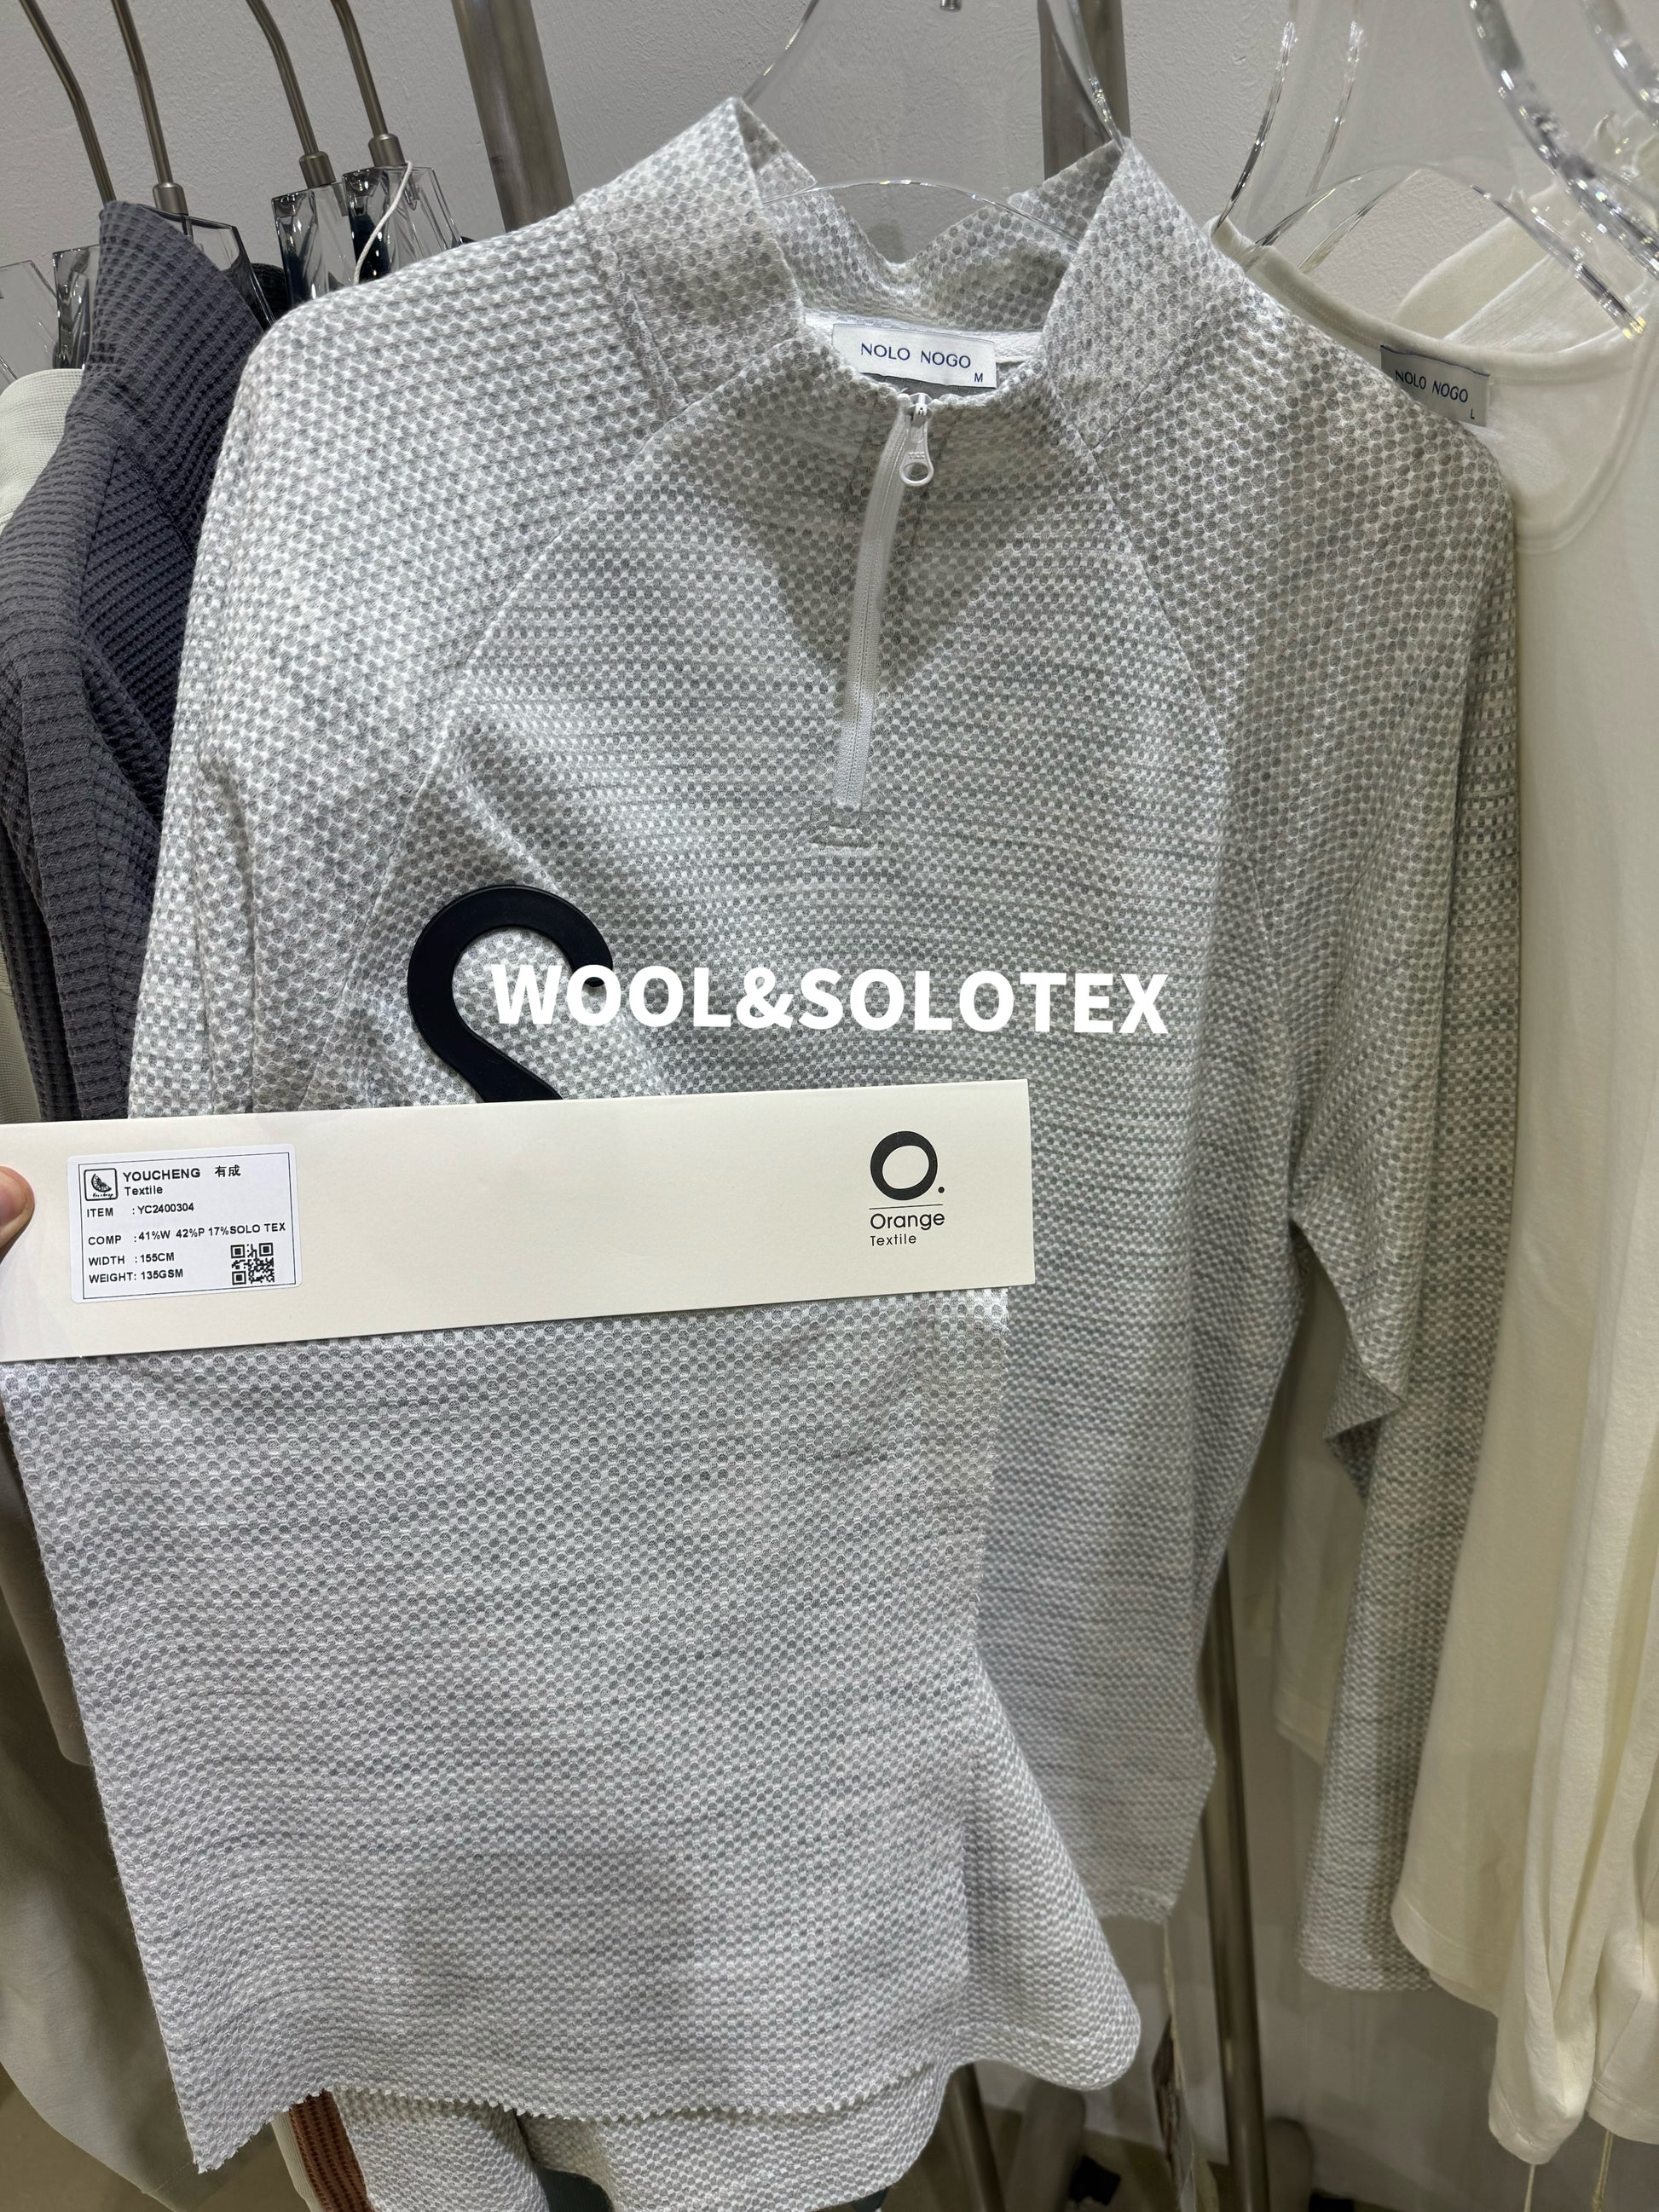 NOLO NOGO
M
NOLO NOGO
L
WOOL&SOLOTEX
YOUCHENG 有成
Textile
ITEM : YC2400304
COMP : 41%W 42%P 17%SOLO TEX
WIDTH : 155CM
WEIGHT: 135GSM
O.
Orange
Textile